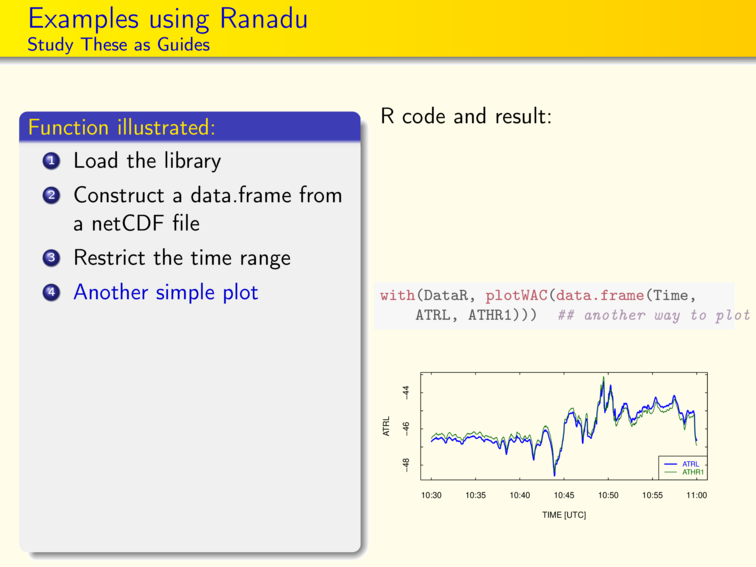 Examples using Ranadu
Study These as Guides
Function illustrated:
1 Load the library
2 Construct a data.frame from
a netCDF file
3 Restrict the time range
4 Another simple plot
R code and result:
with(DataR, plotWAC(data.frame(Time,
ATRL, ATHR1))) ## another way to plot
ATRL
-44
-46
-48
ATRL
ATHR1
10:30 10:35 10:40 10:45 10:50 10:55 11:00
TIME [UTC]